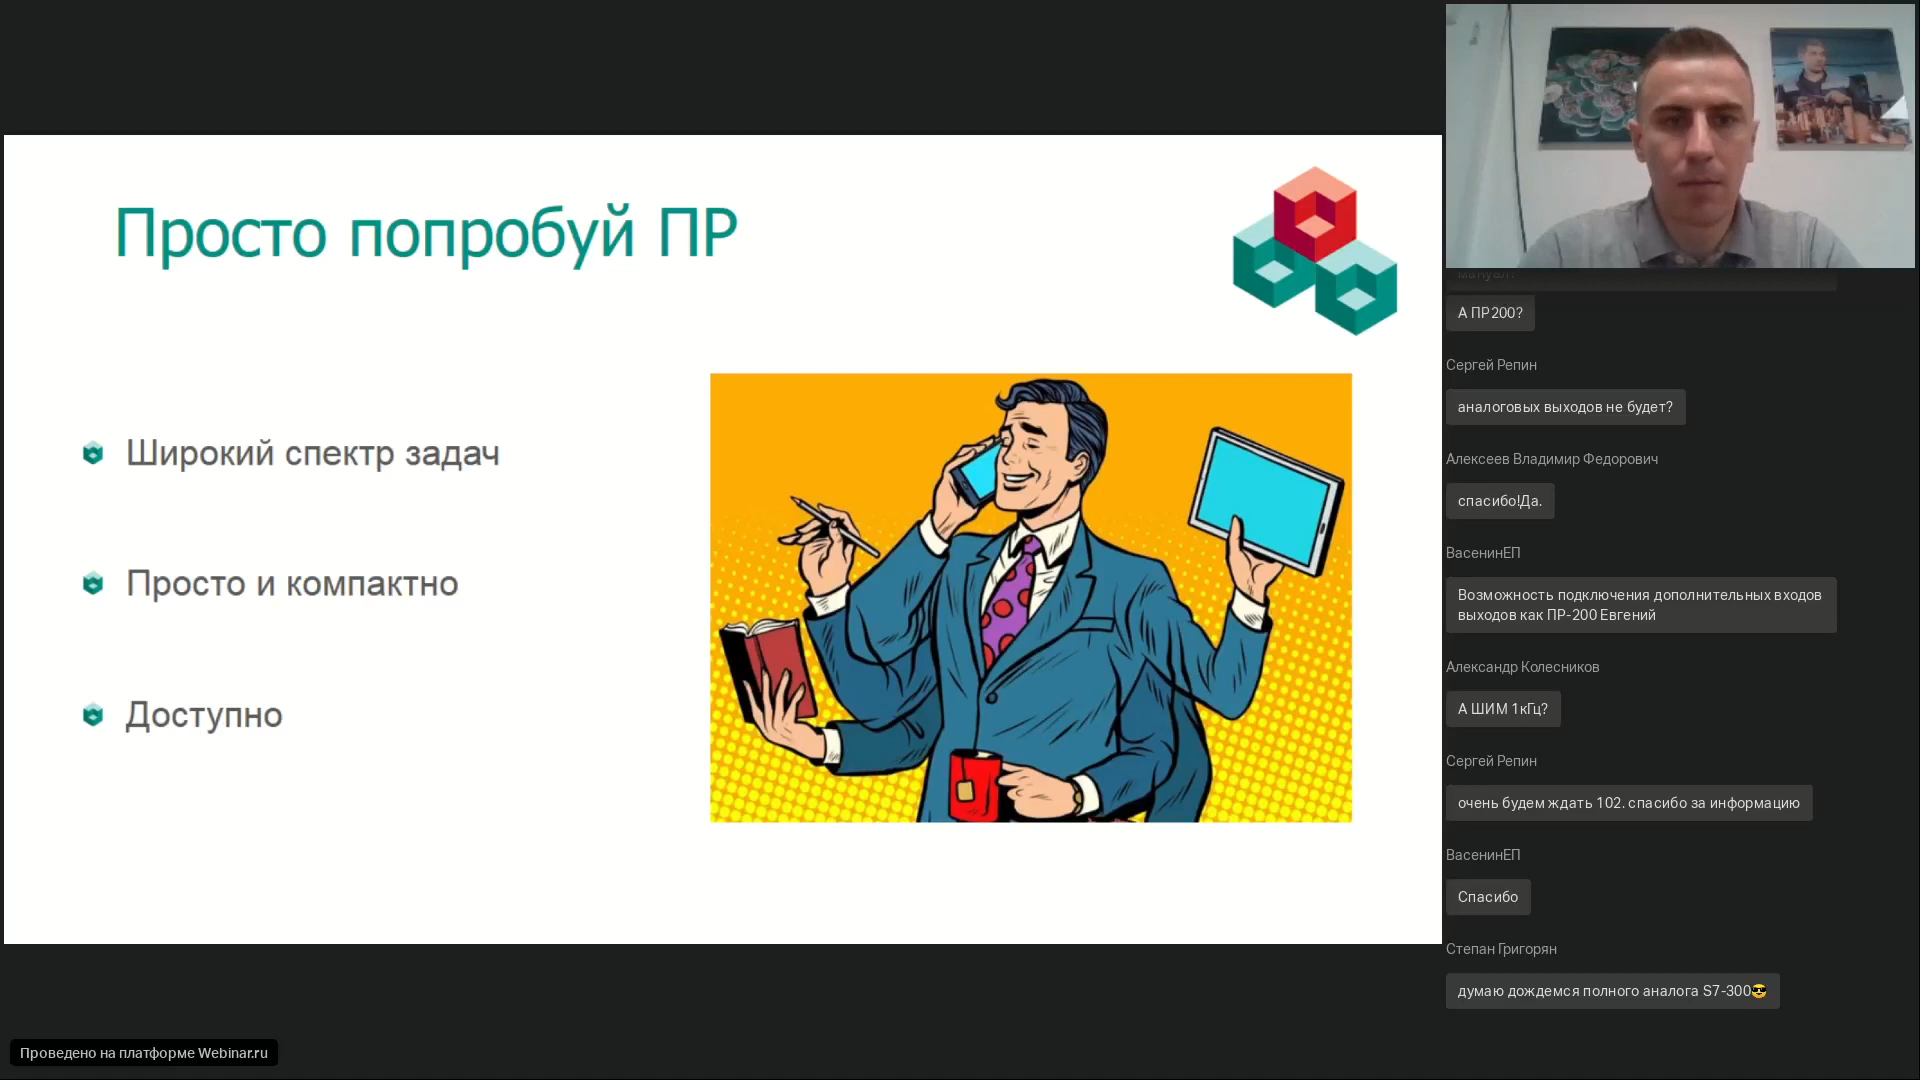 Просто попробуй ПР
Широкий спектр задач
Просто и компактно
Доступно
мануал?
А ПР200?
Сергей Репин
аналоговых выходов не будет?
Алексеев Владимир Федорович
спасибо!Да.
ВасенинЕП
Возможность подключения дополнительных входов
выходов как ПР-200 Евгений
Александр Колесников
А ШИМ 1кГц?
Сергей Репин
очень будем ждать 102. спасибо за информацию
ВасенинЕП
Спасибо
Степан Григорян
думаю дождемся полного аналога S7-300😎
Проведено на платформе Webinar.ru